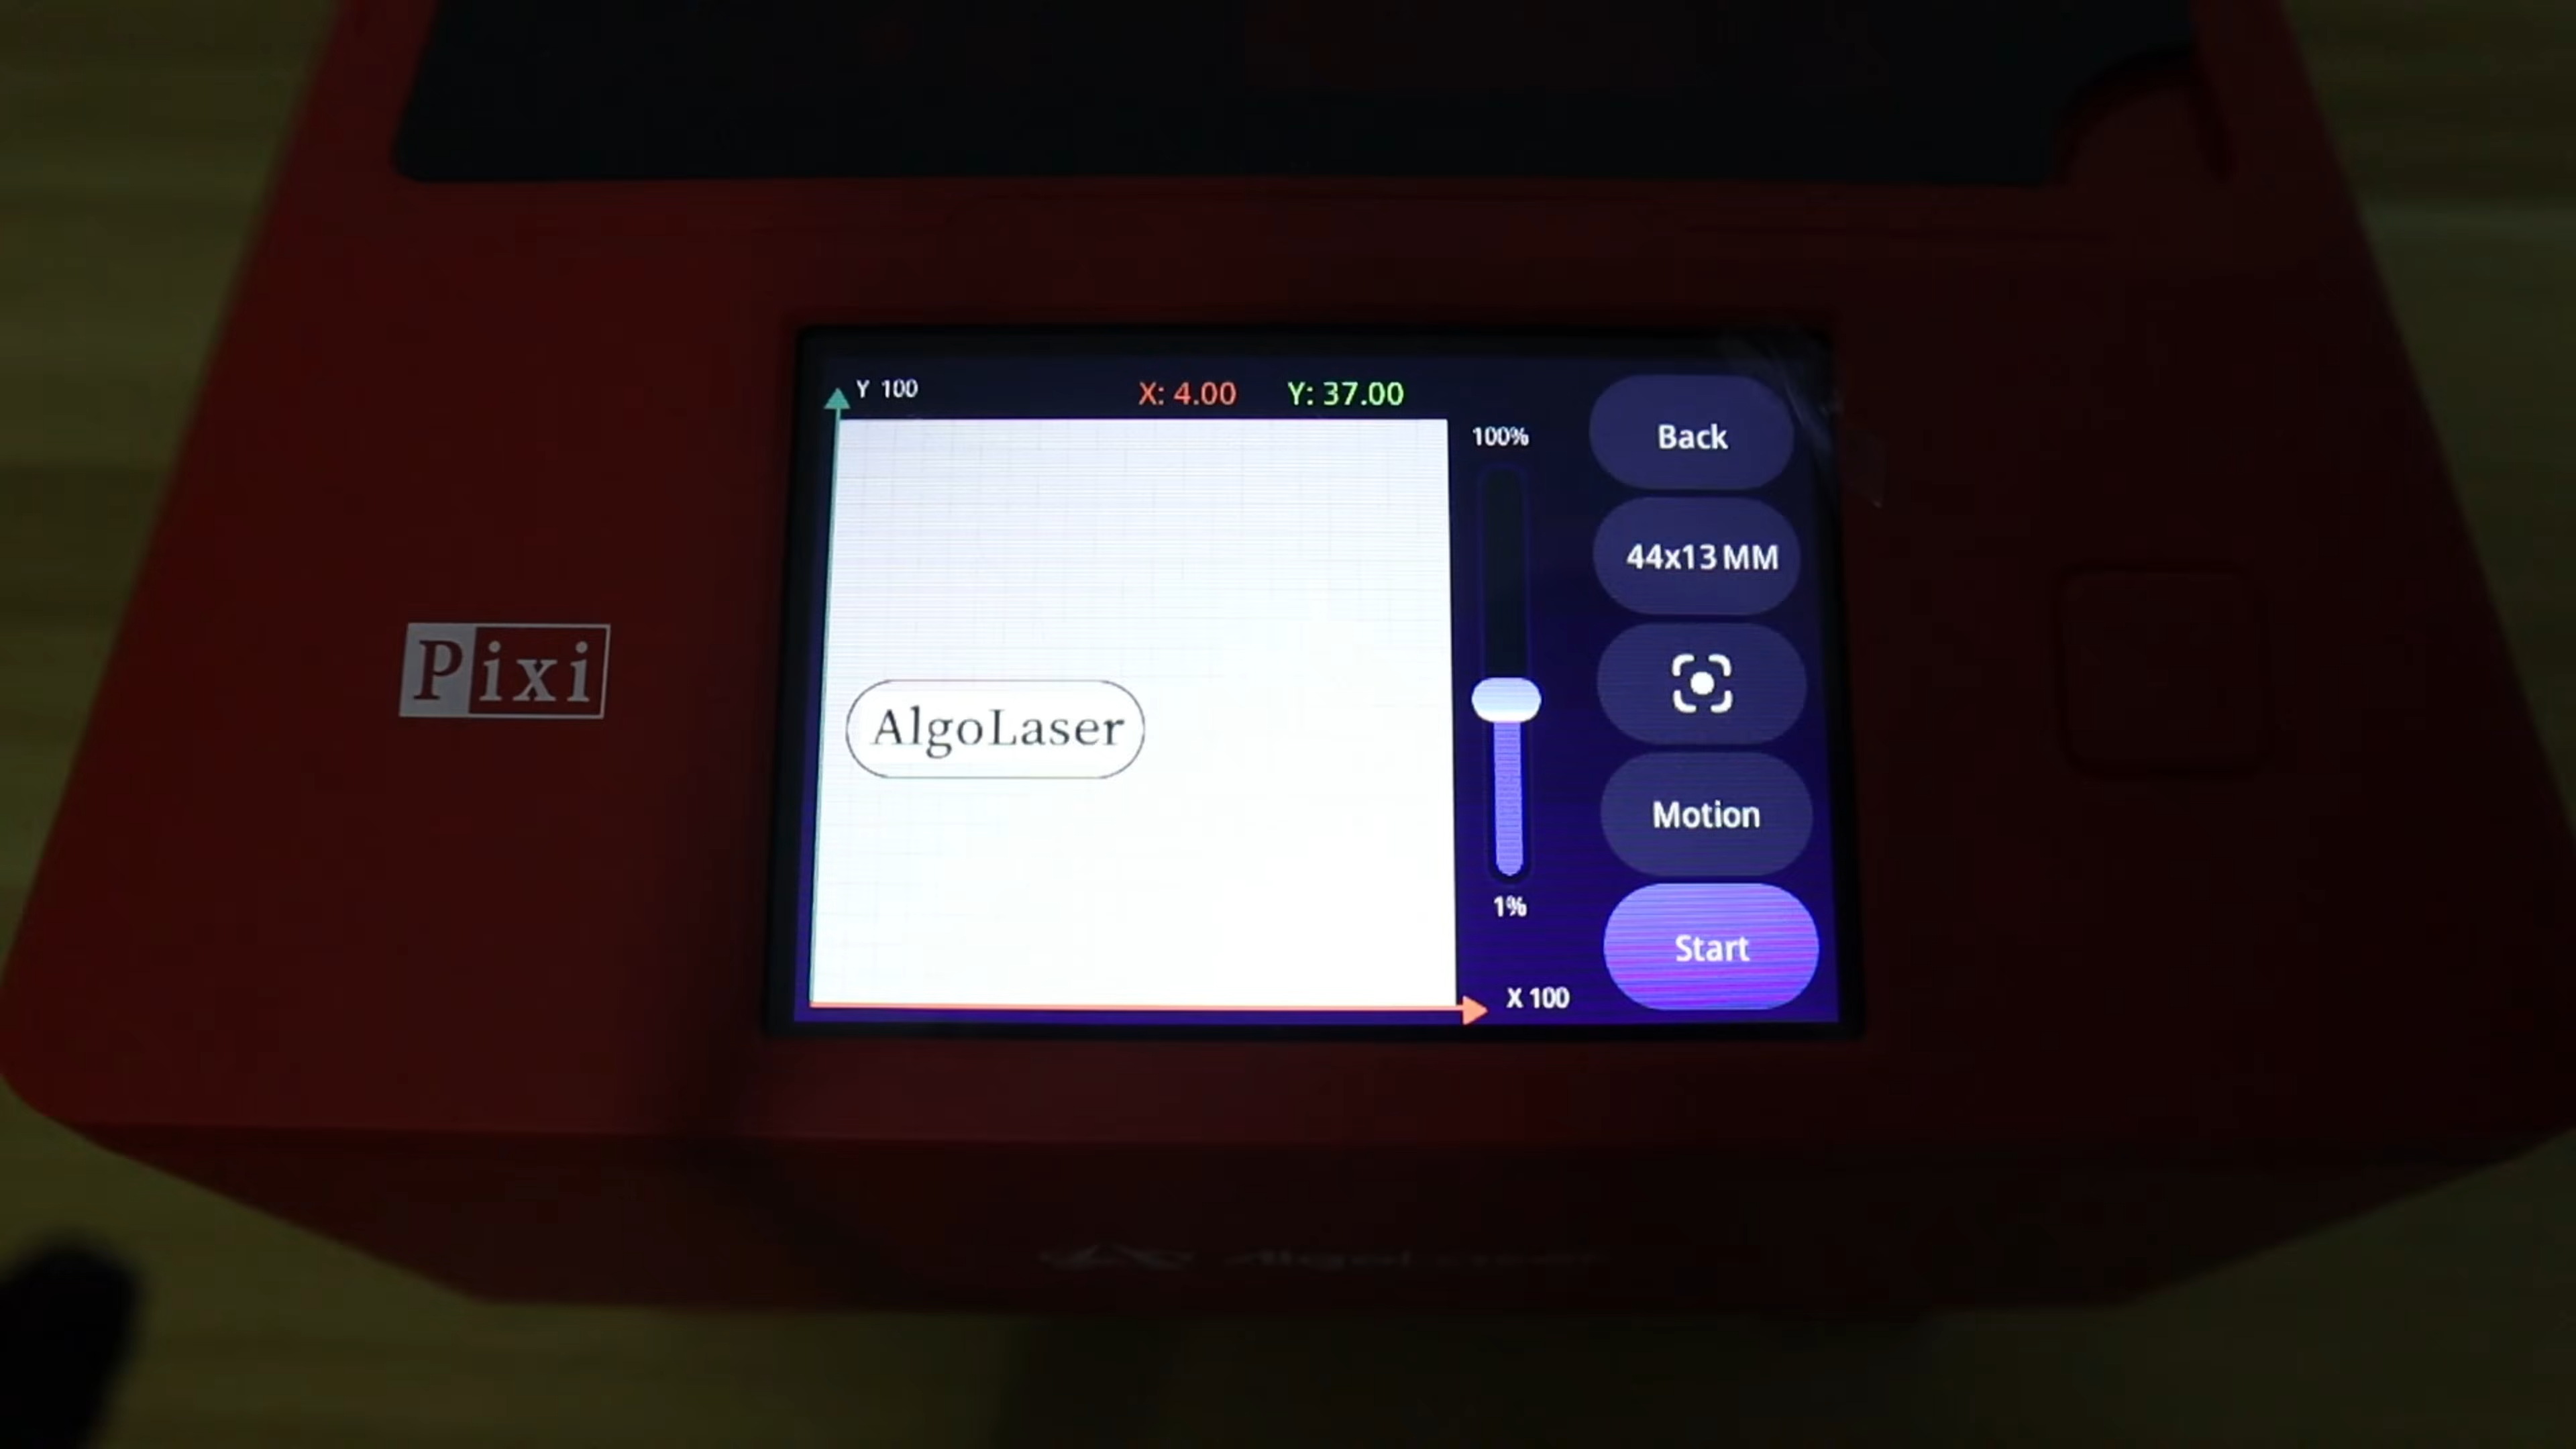 Y 100
X: 4.00 Y: 37.00
100%
Back
44x13 MM
Pixi
AlgoLaser
Motion
1%
Start
X 100